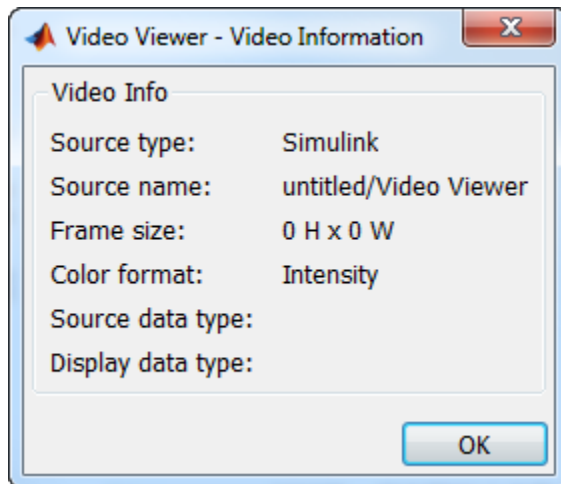 Video Viewer - Video Information
Video Info
Source type: Simulink
Source name: untitled/Video Viewer
Frame size: 0 H x 0 W
Color format: Intensity
Source data type:
Display data type:
OK